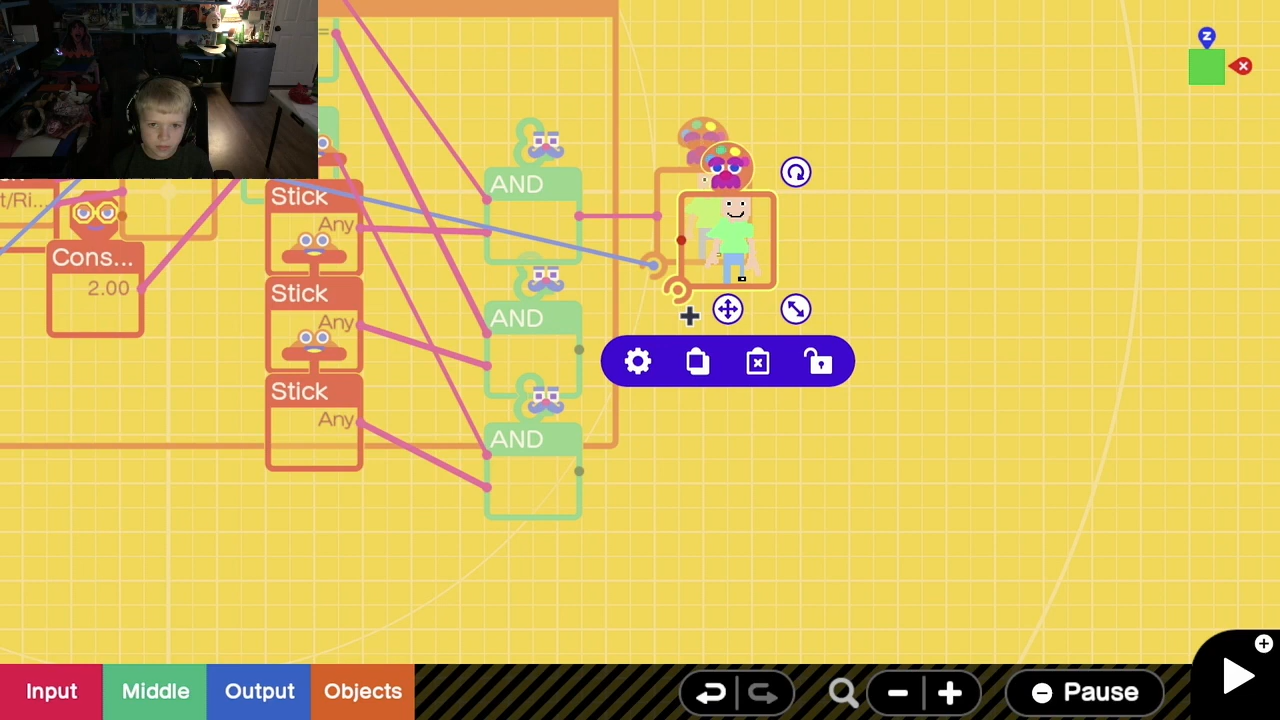 =
t/Ri...
Cons...
2.00
Stick
Any
Stick
Any
Stick
Any
AND
AND
AND
Z
X
Input
Middle
Output
Objects
Pause